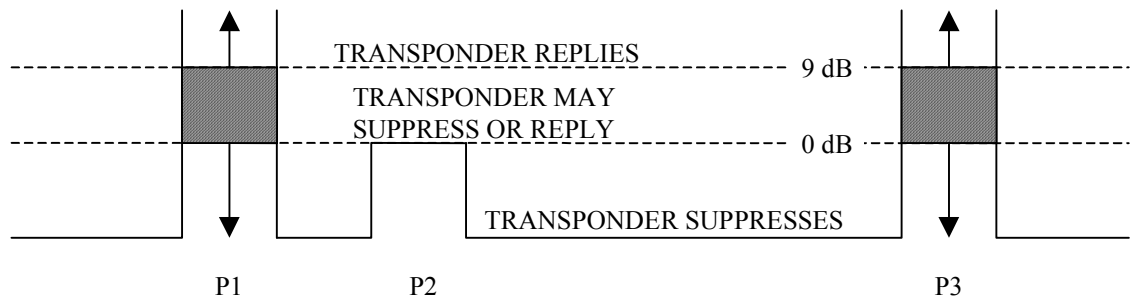 TRANSPONDER REPLIES
9 dB
TRANSPONDER MAY
SUPPRESS OR REPLY
0 dB
TRANSPONDER SUPPRESSES
P1
P2
P3